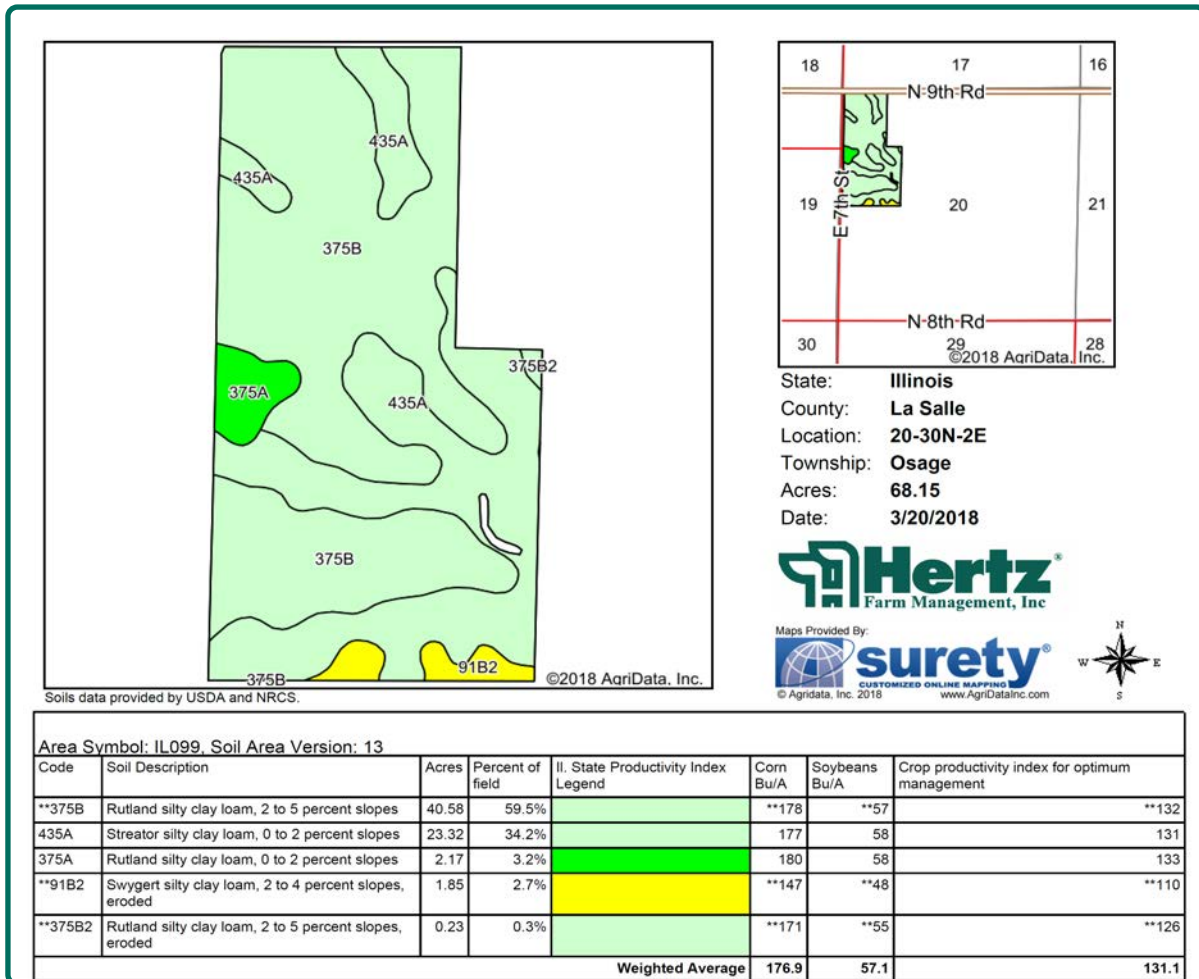 435A
435A
375B
375B2
375A
435A
375B
91B2
375B
©2018 AgriData, Inc.
Soils data provided by USDA and NRCS.
18 17 16
N 9th Rd
E 7th St
19 20 21
N 8th Rd
30 29 28
©2018 AgriData, Inc.
State: Illinois
County: La Salle
Location: 20-30N-2E
Township: Osage
Acres: 68.15
Date: 3/20/2018
Hertz®
Farm Management, Inc
Maps Provided By:
surety®
CUSTOMIZED ONLINE MAPPING
© Agridata, Inc. 2018 www.AgriDataInc.com
N
W E
S
Area Symbol: IL099, Soil Area Version: 13
Code Soil Description Acres Percent of field II. State Productivity Index Legend Corn Bu/A Soybeans Bu/A Crop productivity index for optimum management
**375B Rutland silty clay loam, 2 to 5 percent slopes 40.58 59.5% **178 **57 **132
435A Streator silty clay loam, 0 to 2 percent slopes 23.32 34.2% 177 58 131
375A Rutland silty clay loam, 0 to 2 percent slopes 2.17 3.2% 180 58 133
**91B2 Swygert silty clay loam, 2 to 4 percent slopes, eroded 1.85 2.7% **147 **48 **110
**375B2 Rutland silty clay loam, 2 to 5 percent slopes, eroded 0.23 0.3% **171 **55 **126
Weighted Average 176.9 57.1 131.1